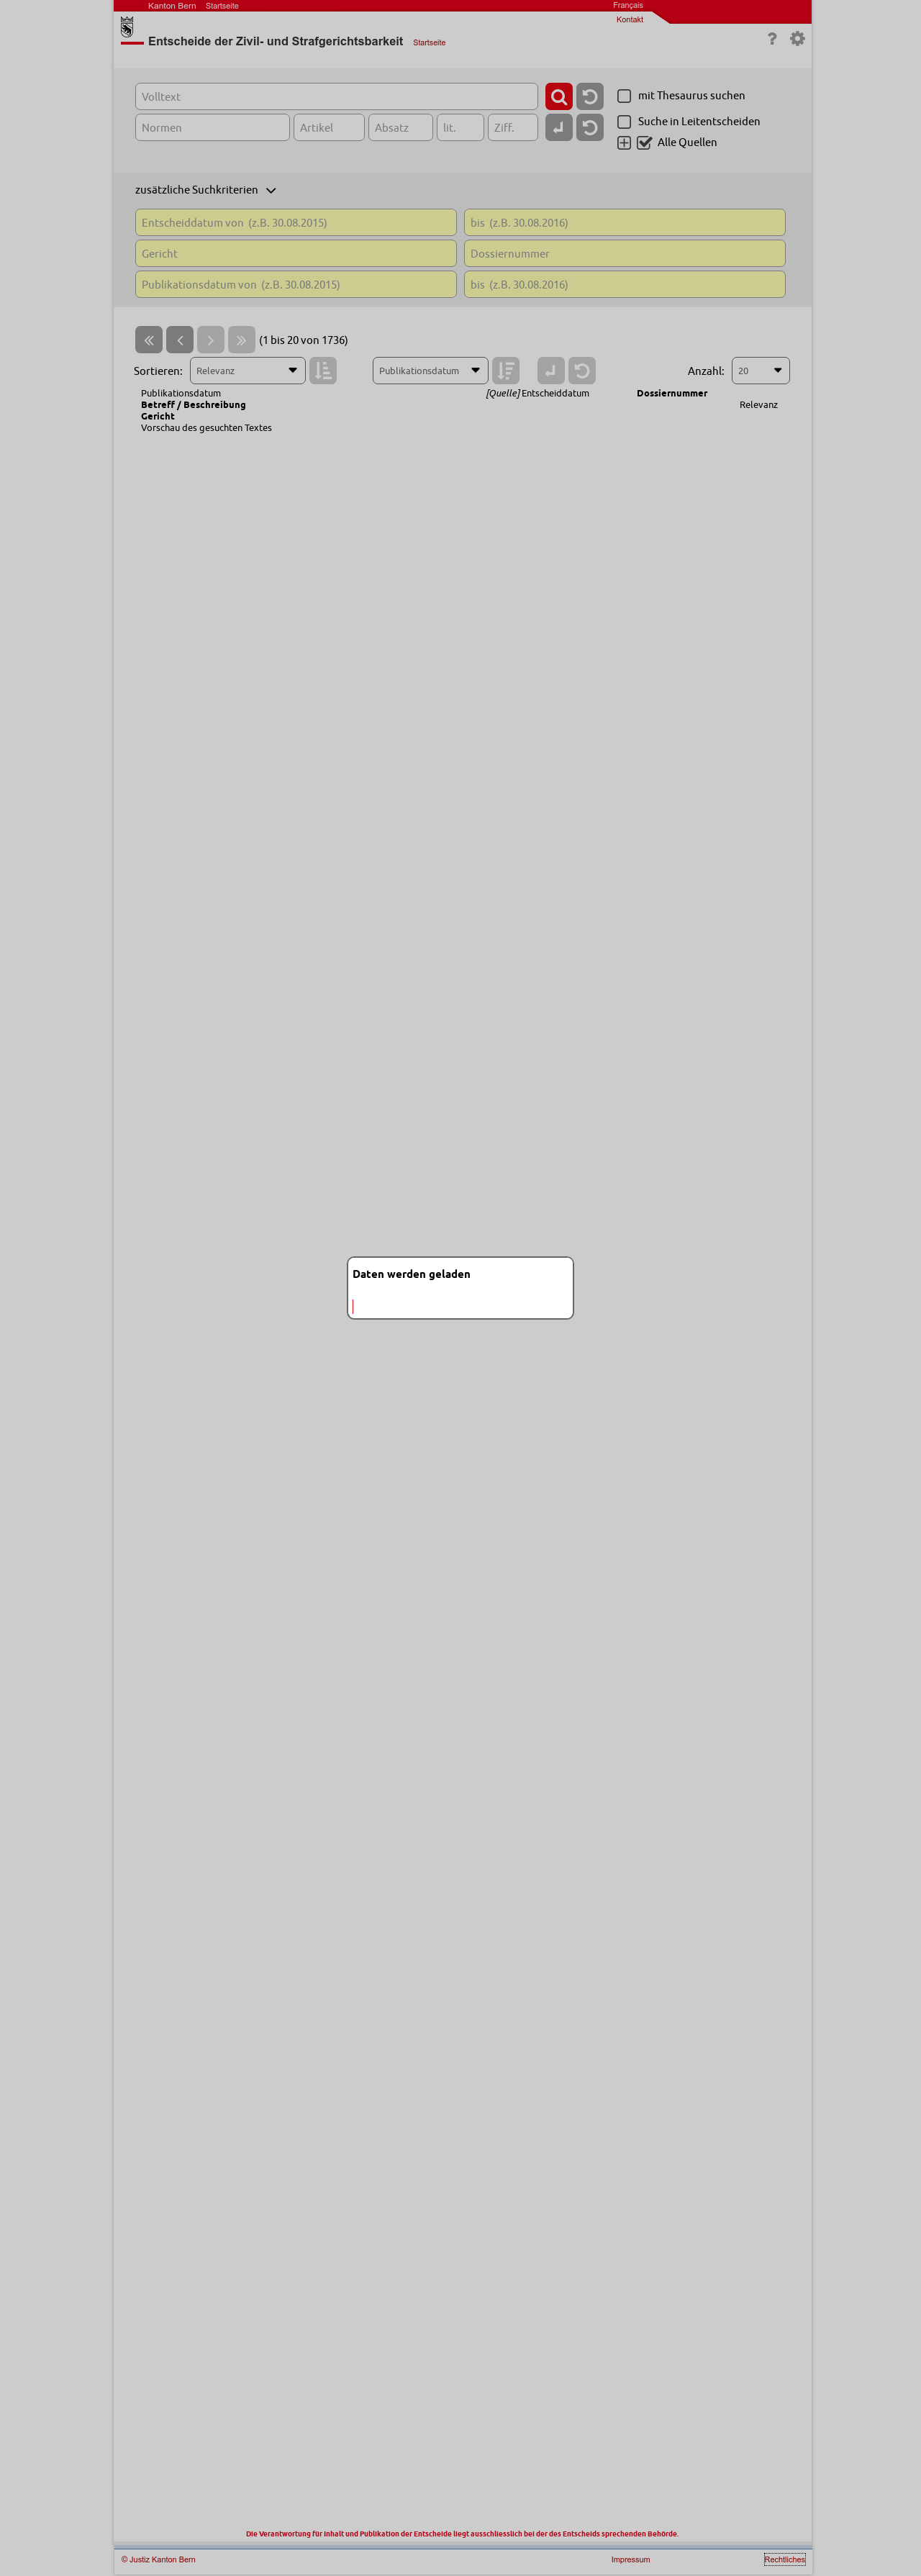 Kanton Bern Startseite Français
Kontakt
Entscheide der Zivil- und Strafgerichtsbarkeit Startseite ?
Volltext mit Thesaurus suchen
Normen Artikel Absatz lit. Ziff. Suche in Leitentscheiden
Alle Quellen
zusätzliche Suchkriterien
Entscheiddatum von (z.B. 30.08.2015) bis (z.B. 30.08.2016)
Gericht Dossiernummer
Publikationsdatum von (z.B. 30.08.2015) bis (z.B. 30.08.2016)
(1 bis 20 von 1736)
Sortieren: Relevanz Publikationsdatum Anzahl: 20
Publikationsdatum [Quelle] Entscheiddatum Dossiernummer
Betreff / Beschreibung Relevanz
Gericht
Vorschau des gesuchten Textes
Daten werden geladen
Die Verantwortung für Inhalt und Publikation der Entscheide liegt ausschliesslich bei der des Entscheids sprechenden Behörde.
© Justiz Kanton Bern Impressum Rechtliches